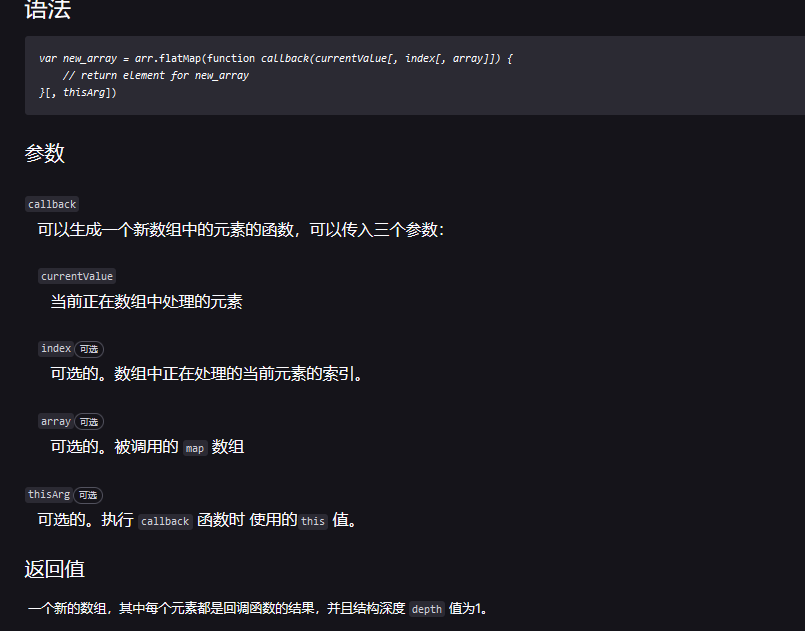 语法
var new_array = arr.flatMap(function callback(currentValue[, index[, array]]) {
// return element for new_array
}[, thisArg])
参数
callback
可以生成一个新数组中的元素的函数，可以传入三个参数：
currentValue
当前正在数组中处理的元素
index 可选
可选的。数组中正在处理的当前元素的索引。
array 可选
可选的。被调用的 map 数组
thisArg 可选
可选的。执行 callback 函数时 使用的 this 值。
返回值
一个新的数组，其中每个元素都是回调函数的结果，并且结构深度 depth 值为1。